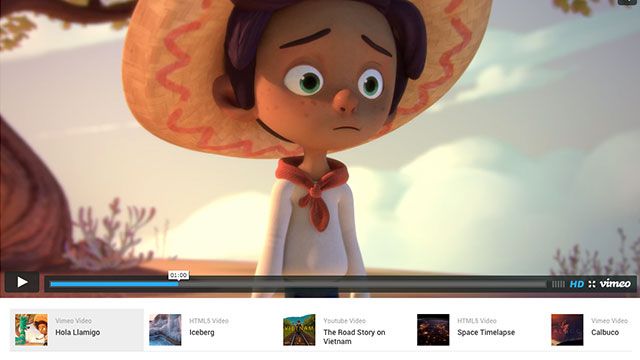 01:00
HD vimeo
Vimeo Video
Hola Llamigo
HTML5 Video
Iceberg
VIETNAM
Youtube Video
The Road Story on
Vietnam
HTML5 Video
Space Timelapse
Vimeo Video
Calbuco